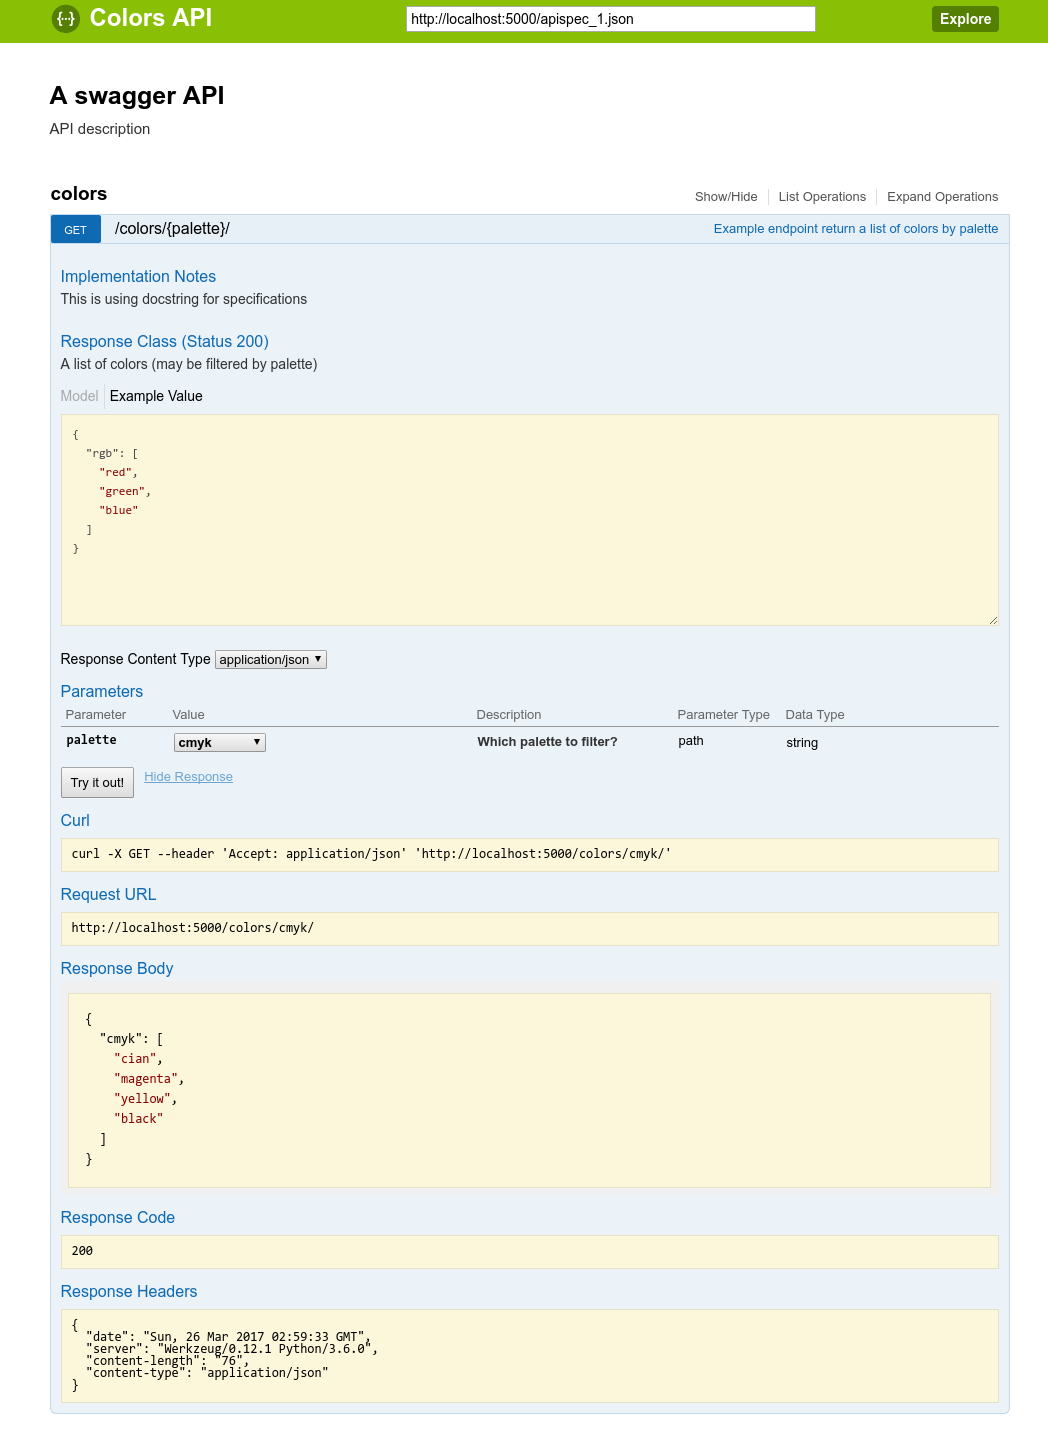 {···} Colors API http://localhost:5000/apispec_1.json Explore
A swagger API
API description
colors Show/Hide List Operations Expand Operations
GET /colors/{palette}/ Example endpoint return a list of colors by palette
Implementation Notes
This is using docstring for specifications
Response Class (Status 200)
A list of colors (may be filtered by palette)
Model Example Value
{
  "rgb": [
    "red",
    "green",
    "blue"
  ]
}
Response Content Type application/json
Parameters
Parameter Value Description Parameter Type Data Type
palette cmyk Which palette to filter? path string
Try it out! Hide Response
Curl
curl -X GET --header 'Accept: application/json' 'http://localhost:5000/colors/cmyk/'
Request URL
http://localhost:5000/colors/cmyk/
Response Body
{
  "cmyk": [
    "cian",
    "magenta",
    "yellow",
    "black"
  ]
}
Response Code
200
Response Headers
{
  "date": "Sun, 26 Mar 2017 02:59:33 GMT",
  "server": "Werkzeug/0.12.1 Python/3.6.0",
  "content-length": "76",
  "content-type": "application/json"
}